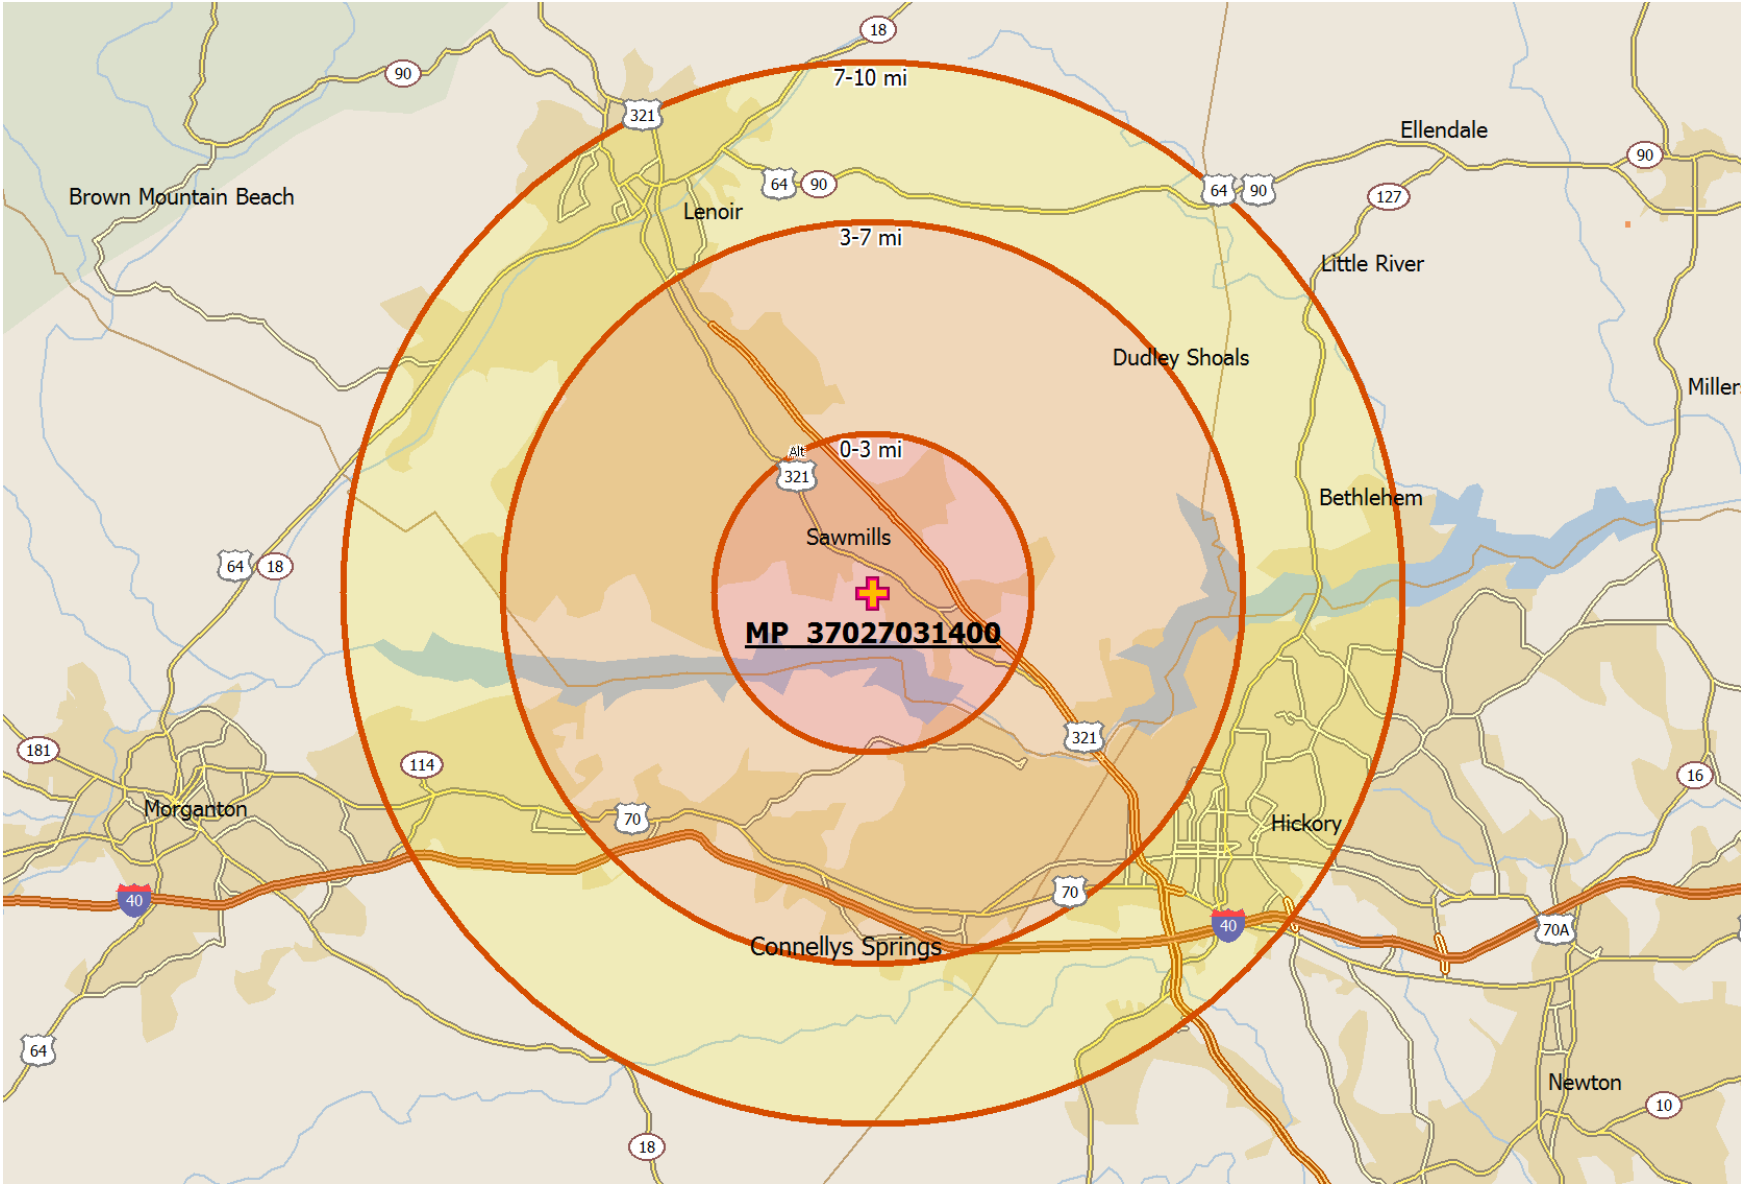 18
7-10 mi
90
321
Ellendale
90
64
90
64
90
127
Brown Mountain Beach
Lenoir
3-7 mi
Little River
Dudley Shoals
Miller
0-3 mi
Alt
321
Bethlehem
Sawmills
64
18
MP 37027031400
321
181
114
16
Morganton
70
Hickory
70
40
40
70A
Connellys Springs
64
Newton
10
18